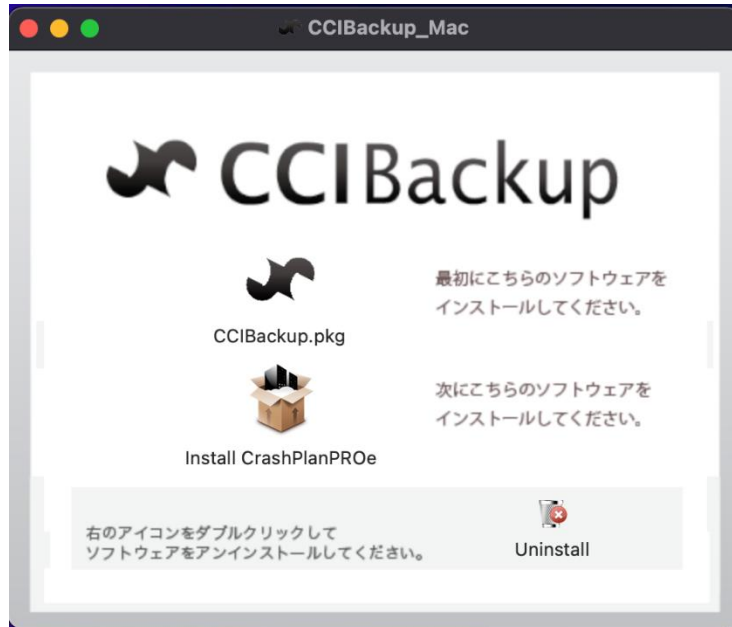 CCIBackup_Mac
CCIBackup
CCIBackup.pkg
最初にこちらのソフトウェアを
インストールしてください。
Install CrashPlanPROe
次にこちらのソフトウェアを
インストールしてください。
右のアイコンをダブルクリックして
ソフトウェアをアンインストールしてください。
Uninstall